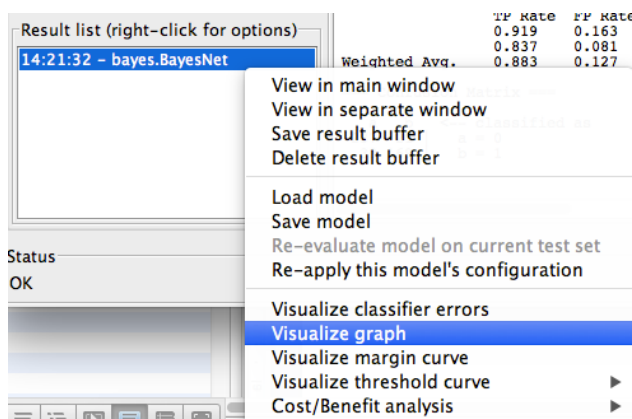 Result list (right-click for options)
14:21:32 – bayes.BayesNet
TP Rate FP Rate
0.919 0.163
0.837 0.081
Weighted Avg. 0.883 0.127
View in main window
View in separate window
Save result buffer
Delete result buffer
Load model
Save model
Re-evaluate model on current test set
Re-apply this model's configuration
Visualize classifier errors
Visualize graph
Visualize margin curve
Visualize threshold curve
Cost/Benefit analysis
Status
OK